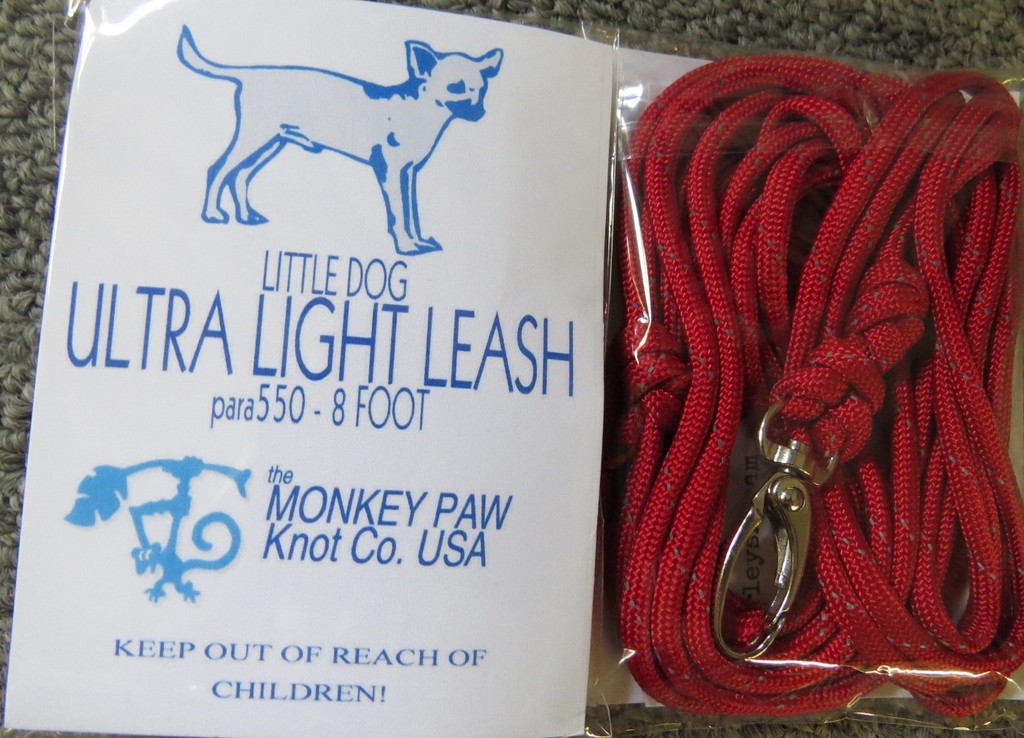 LITTLE DOG
ULTRA LIGHT LEASH
para550 - 8 FOOT
the
MONKEY PAW
Knot Co. USA
KEEP OUT OF REACH OF
CHILDREN!